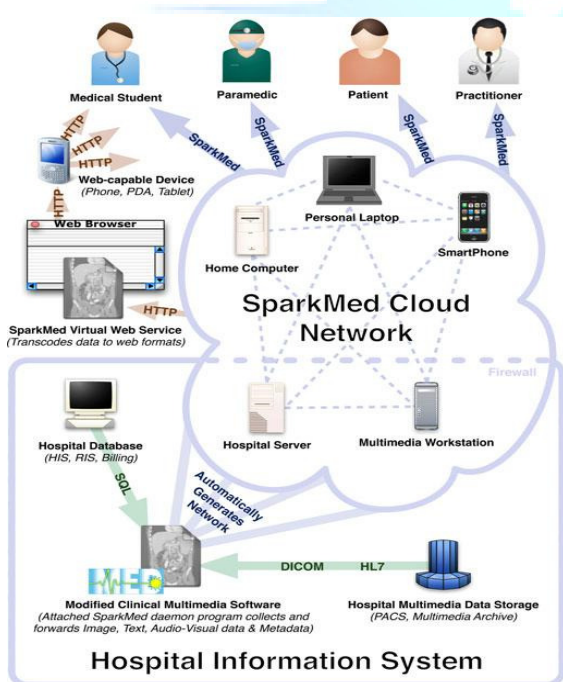 Medical Student
Paramedic
Patient
Practitioner
HTTP
HTTP
HTTP
SparkMed
SparkMed
SparkMed
SparkMed
Web-capable Device
(Phone, PDA, Tablet)
HTTP
Web Browser
Personal Laptop
SmartPhone
Home Computer
SparkMed Virtual Web Service
(Transcodes data to web formats)
HTTP
SparkMed Cloud
Network
Firewall
Hospital Database
(HIS, RIS, Billing)
Hospital Server
Multimedia Workstation
SQL
Automatically
Generates
Network
DICOM HL7
MED
Modified Clinical Multimedia Software
(Attached SparkMed daemon program collects and
forwards Image, Text, Audio-Visual data & Metadata)
Hospital Multimedia Data Storage
(PACS, Multimedia Archive)
Hospital Information System